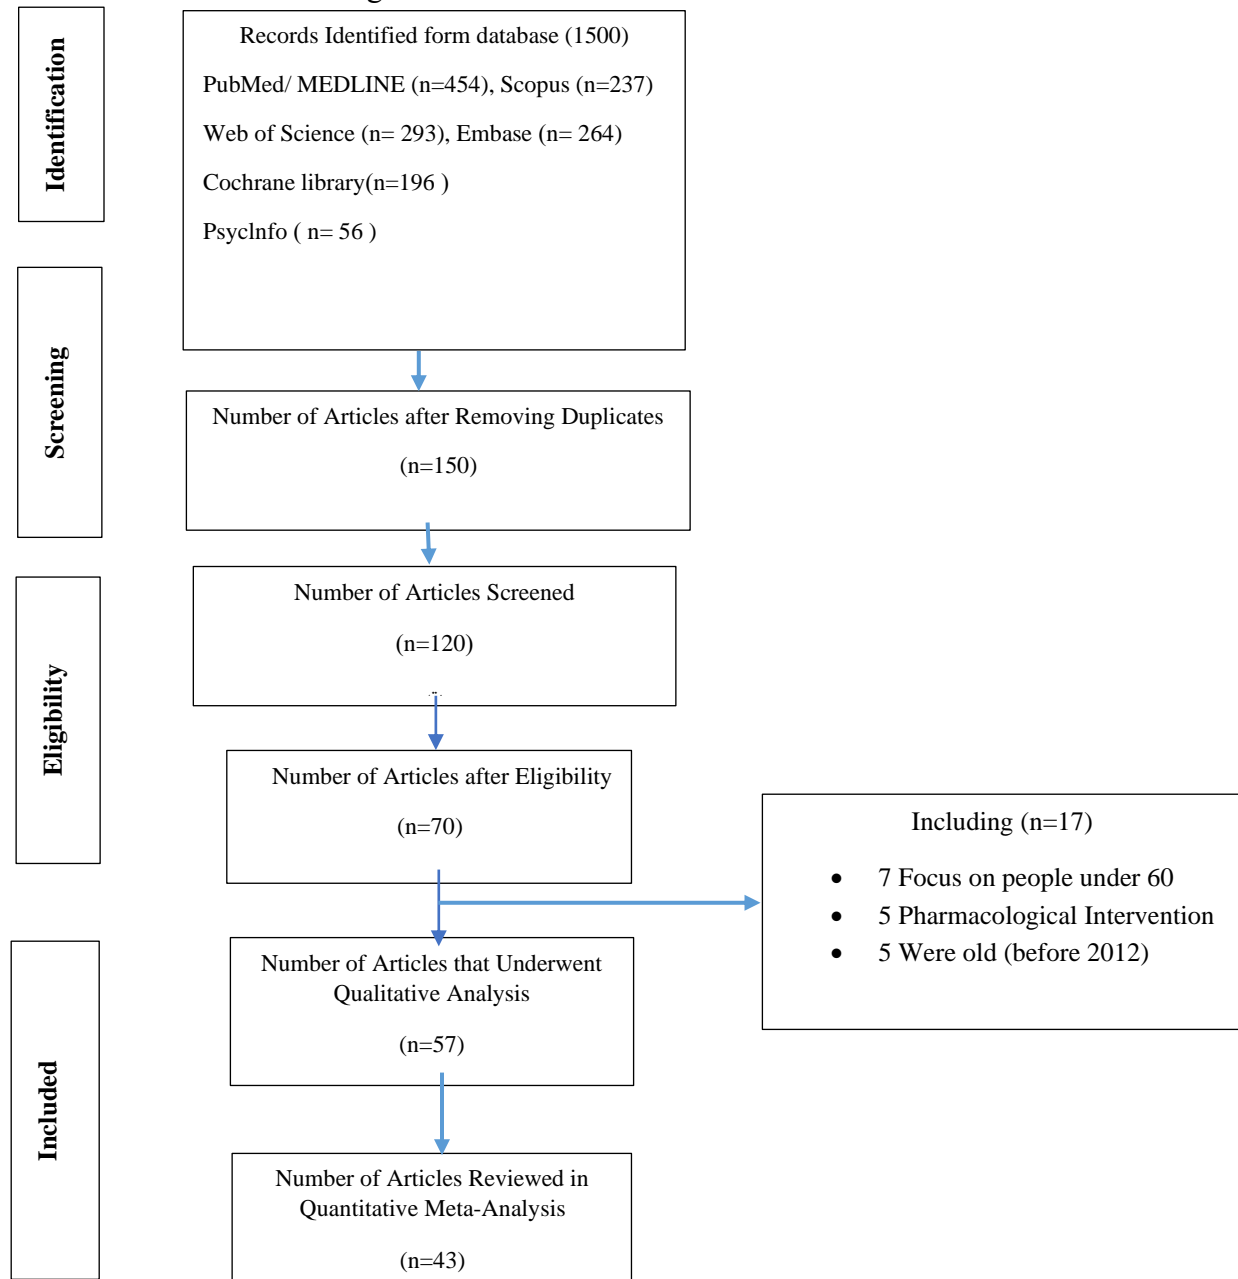 Identification
Records Identified form database (1500)
PubMed/ MEDLINE (n=454), Scopus (n=237)
Web of Science (n= 293), Embase (n= 264)
Cochrane library(n=196 )
PsycInfo ( n= 56 )
Screening
Number of Articles after Removing Duplicates
(n=150)
Number of Articles Screened
(n=120)
Eligibility
Number of Articles after Eligibility
(n=70)
Including (n=17)
• 7 Focus on people under 60
• 5 Pharmacological Intervention
• 5 Were old (before 2012)
Included
Number of Articles that Underwent
Qualitative Analysis
(n=57)
Number of Articles Reviewed in
Quantitative Meta-Analysis
(n=43)